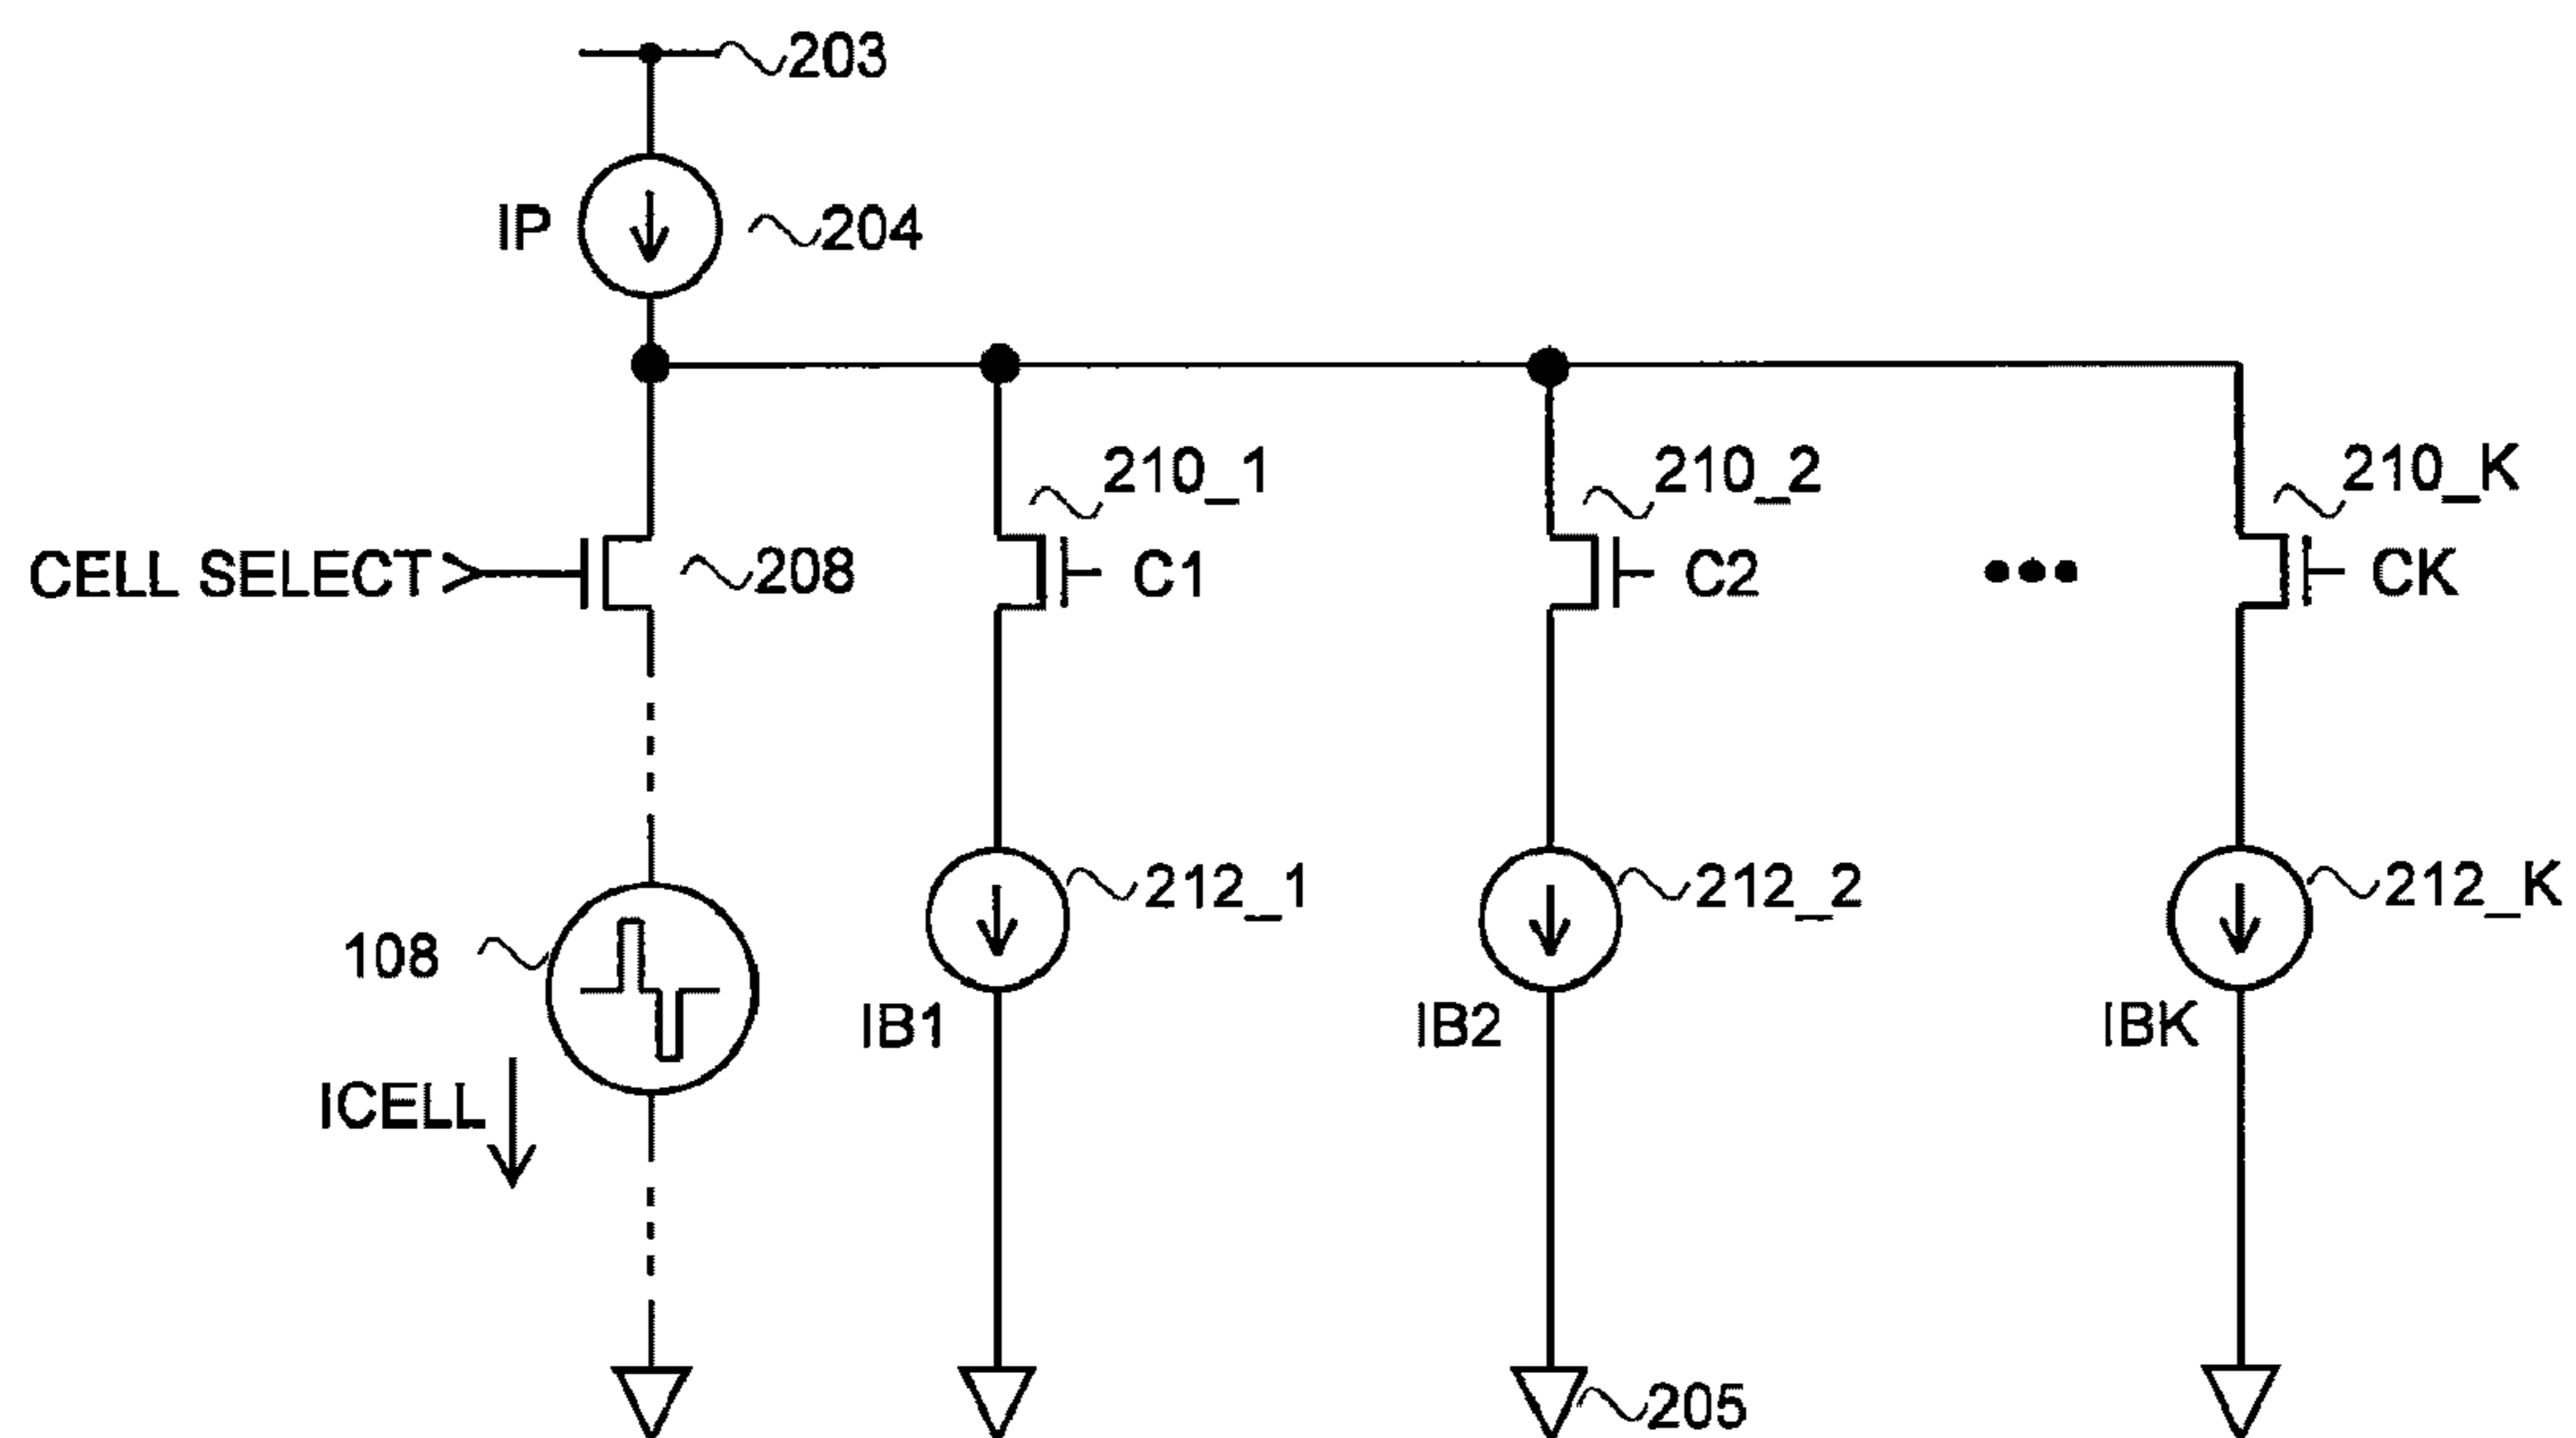 203
IP
204
210_1
210_2
210_K
CELL SELECT
208
C1
C2
CK
212_1
212_2
212_K
108
IB1
IB2
IBK
ICELL
205